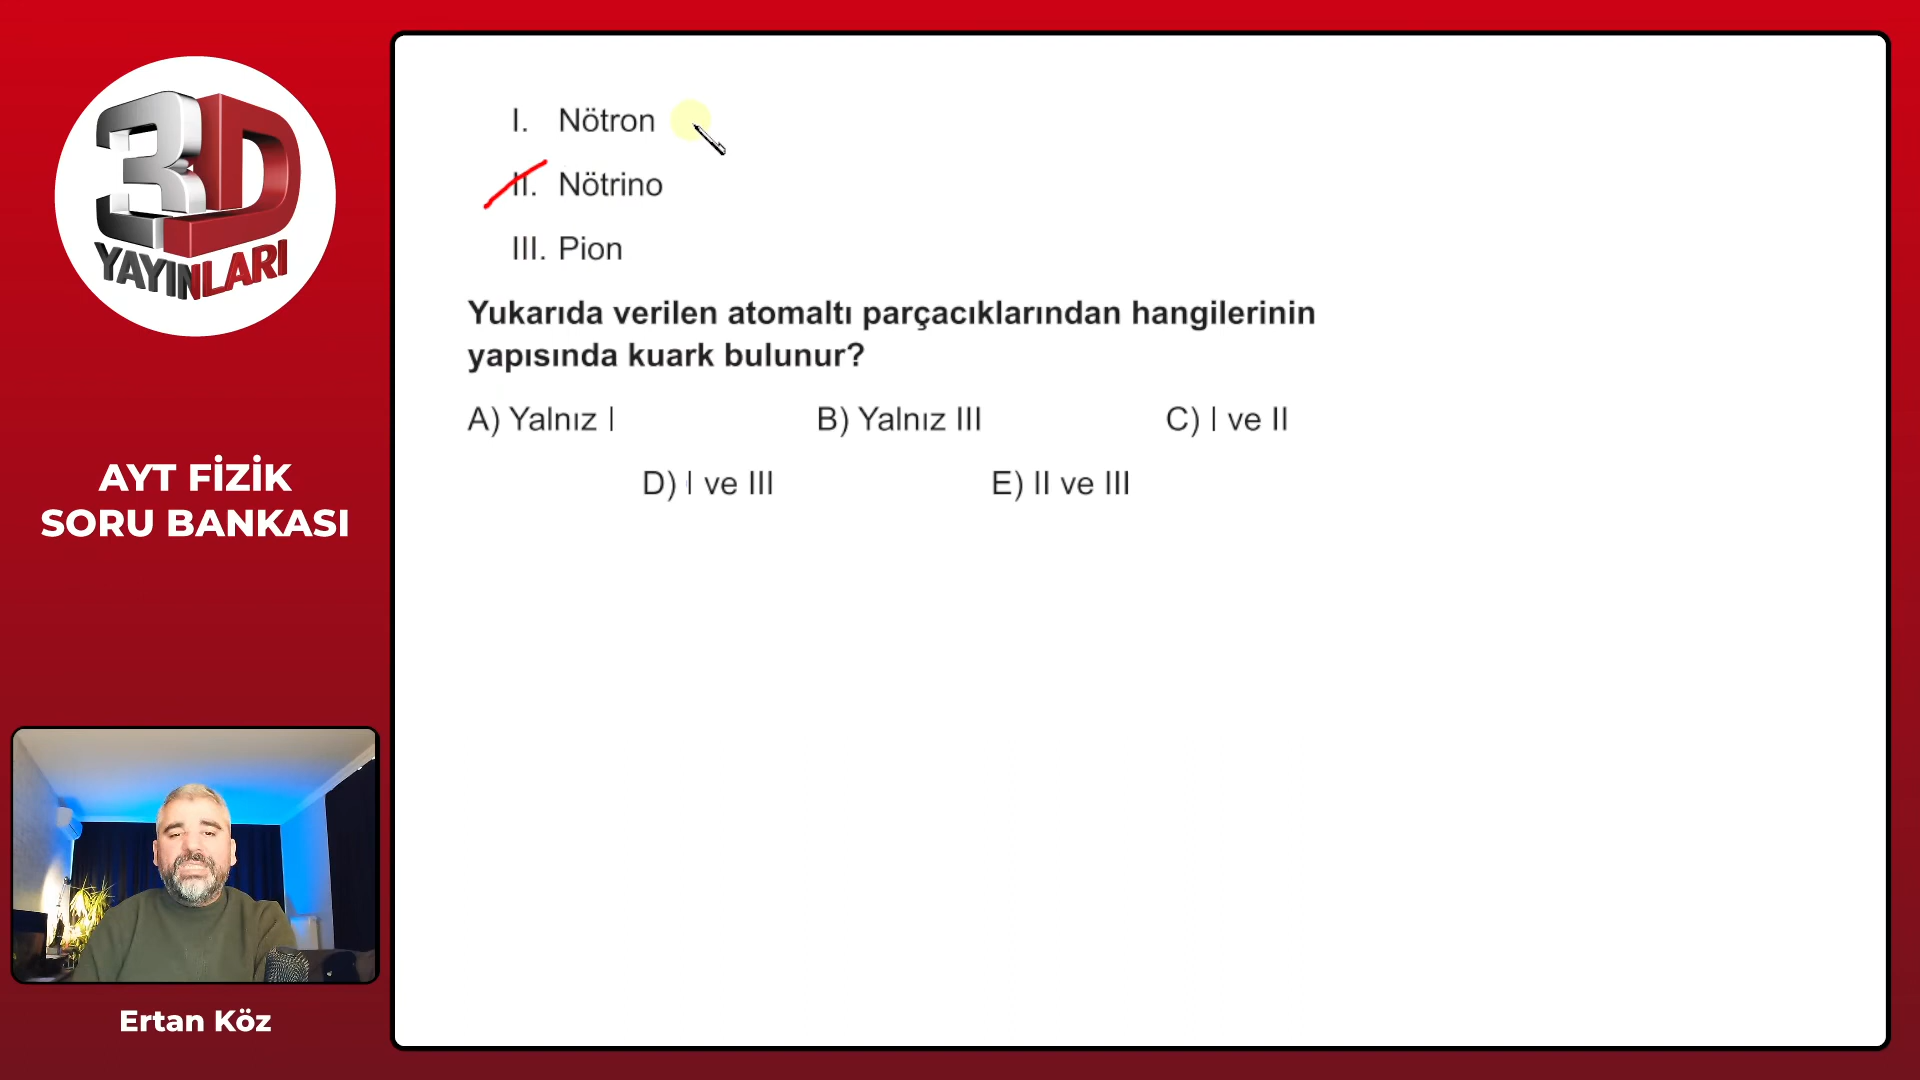 3D
YAYINLARI
AYT FİZİK
SORU BANKASI
Ertan Köz
I. Nötron
II. Nötrino
III. Pion
Yukarıda verilen atomaltı parçacıklarından hangilerinin
yapısında kuark bulunur?
A) Yalnız I B) Yalnız III C) I ve II
D) I ve III E) II ve III